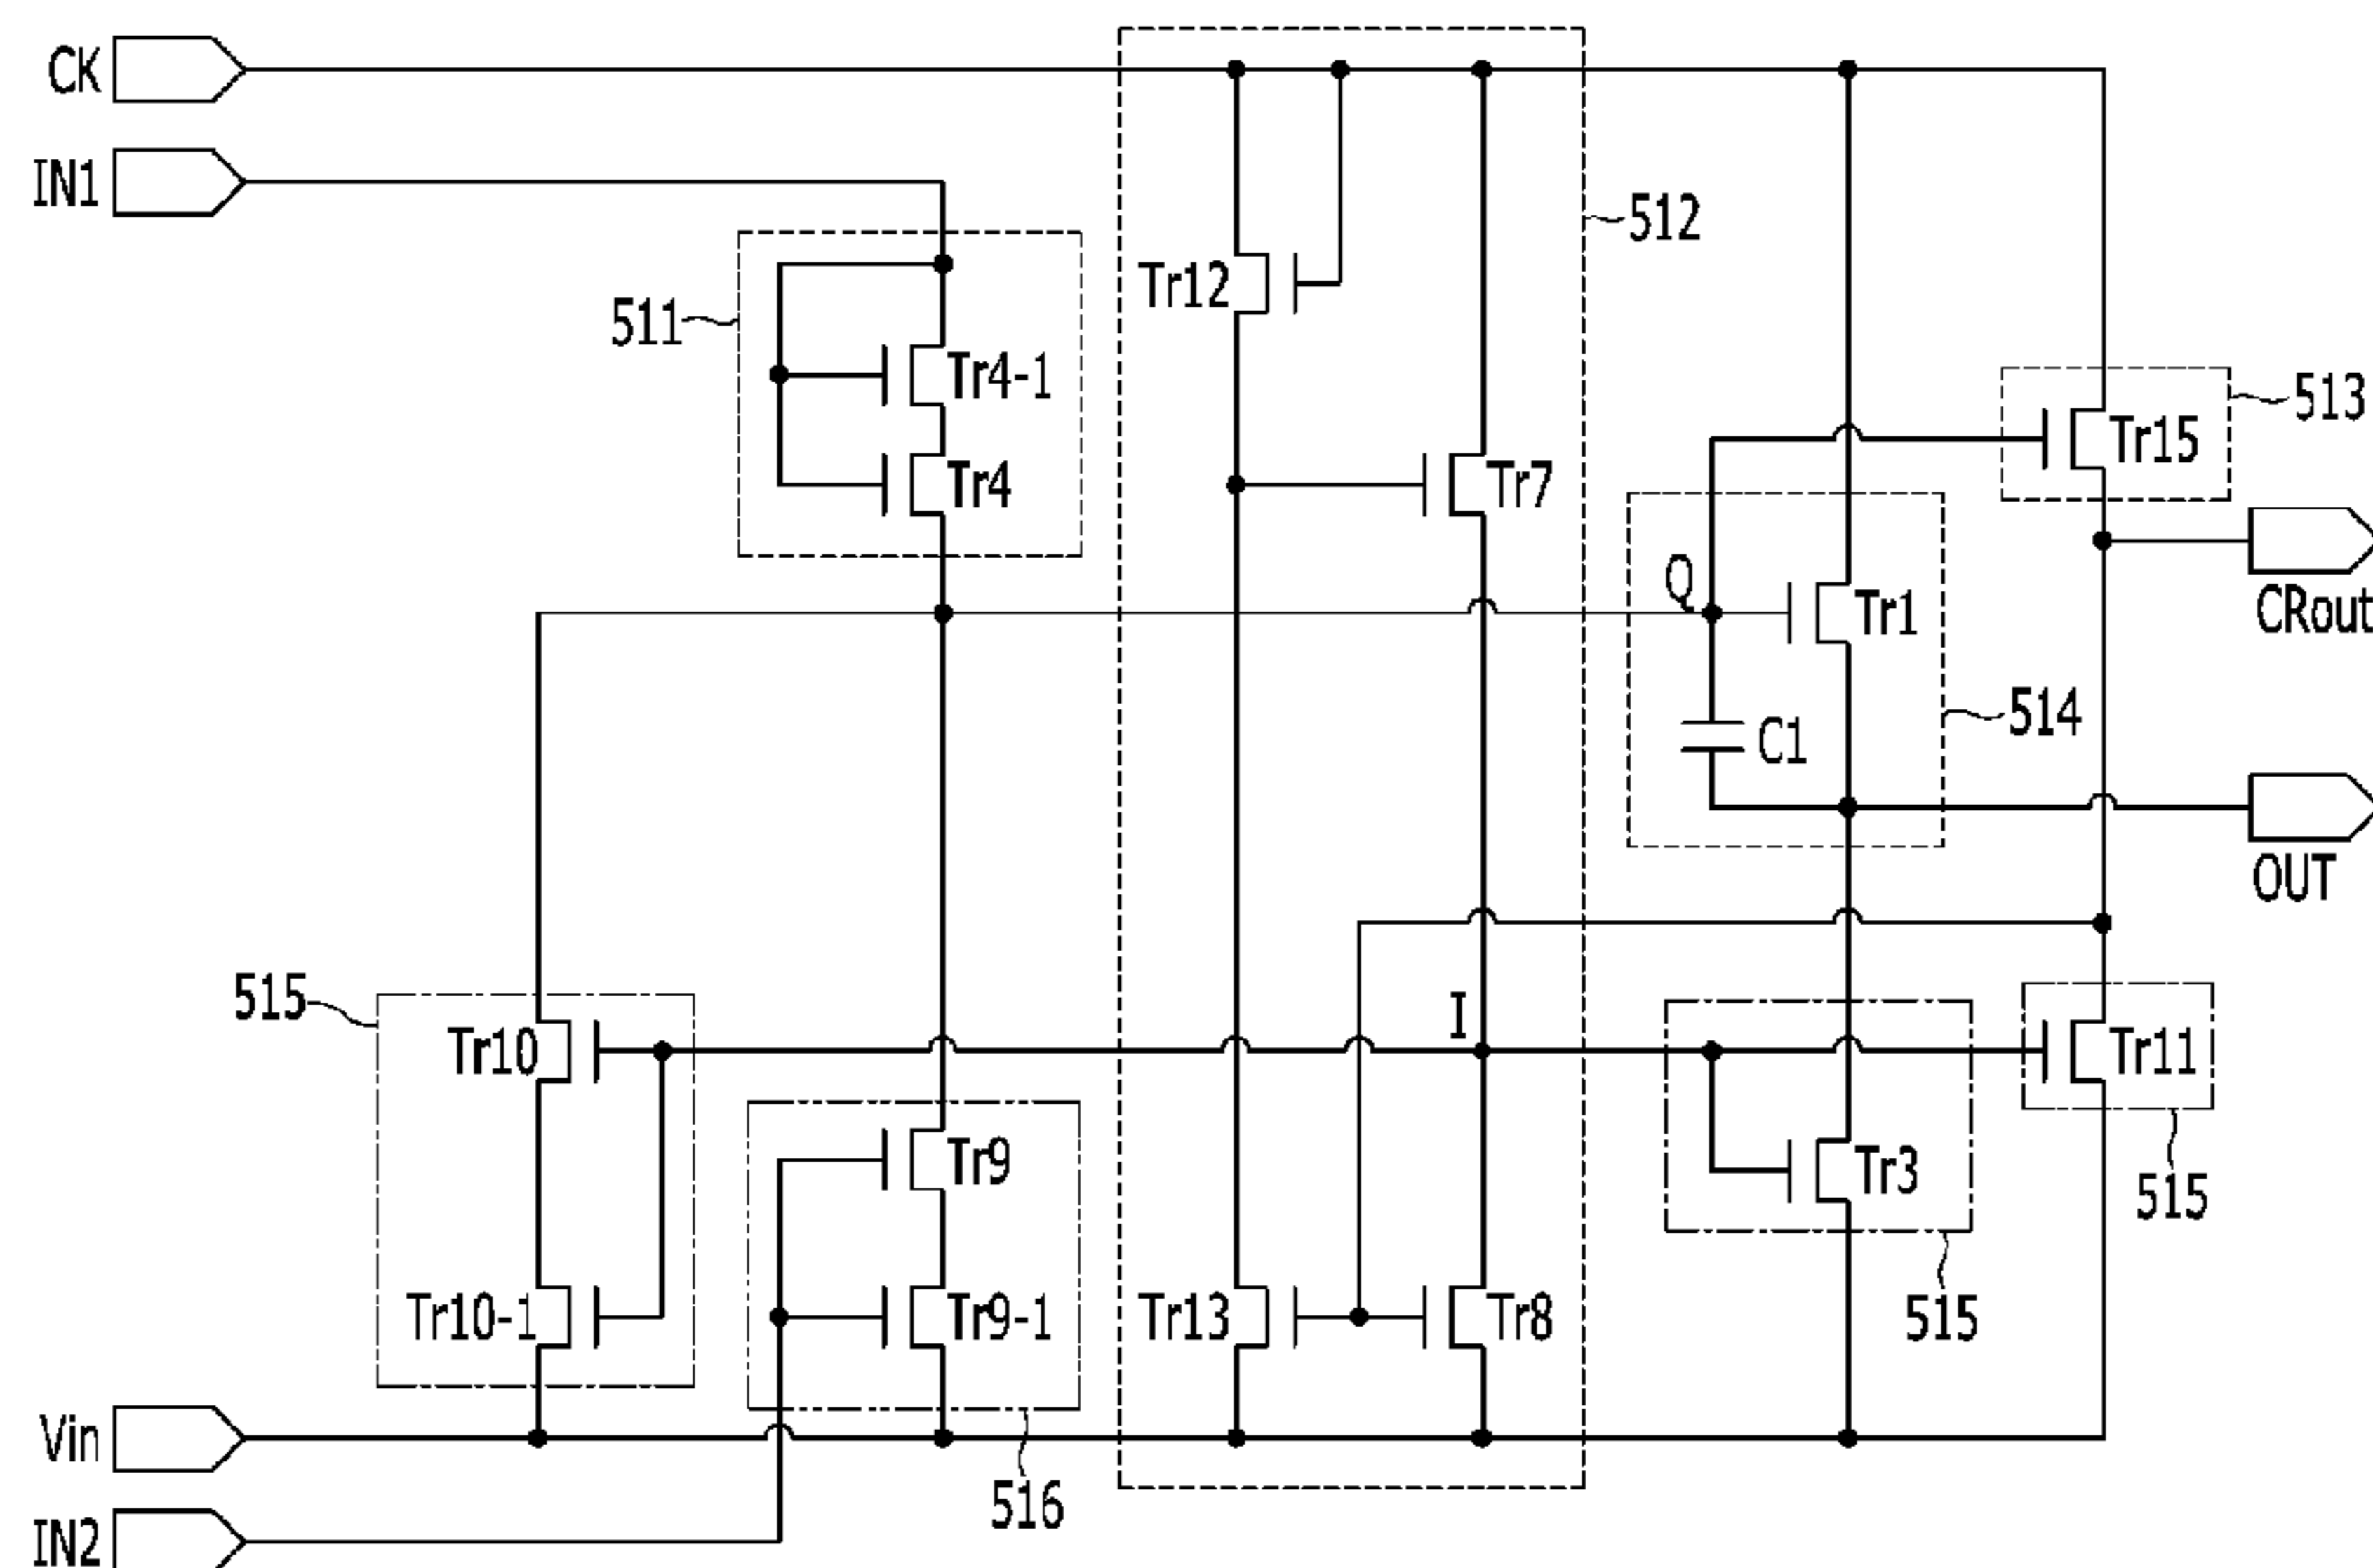 CK
IN1
512
Tr12
511
Tr4-1
513
Tr15
Tr4
Tr7
Q
Tr1
CRout
514
C1
OUT
515
I
Tr10
Tr11
Tr9
Tr3
515
Tr10-1
Tr9-1
Tr13
Tr8
515
Vin
516
IN2